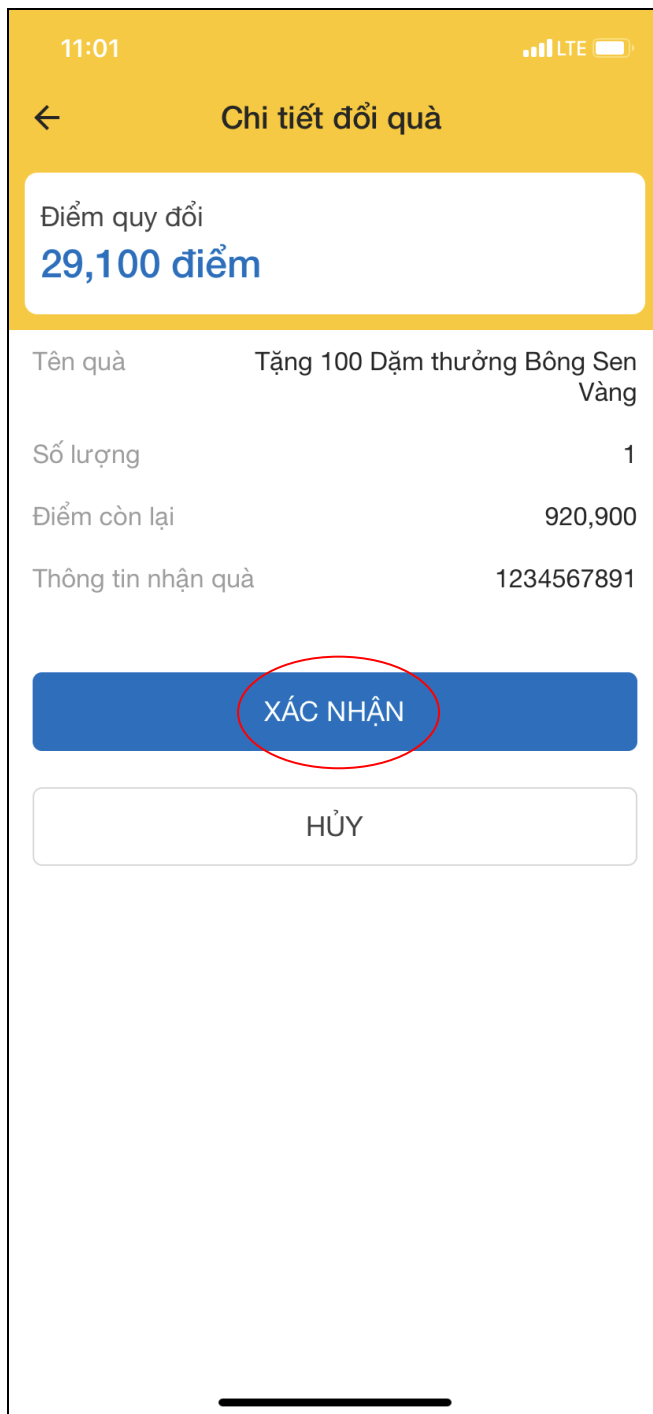 11:01 LTE
Chi tiết đổi quà
Điểm quy đổi
29,100 điểm
Tên quà Tặng 100 Dặm thưởng Bông Sen
Vàng
Số lượng 1
Điểm còn lại 920,900
Thông tin nhận quà 1234567891
XÁC NHẬN
HỦY